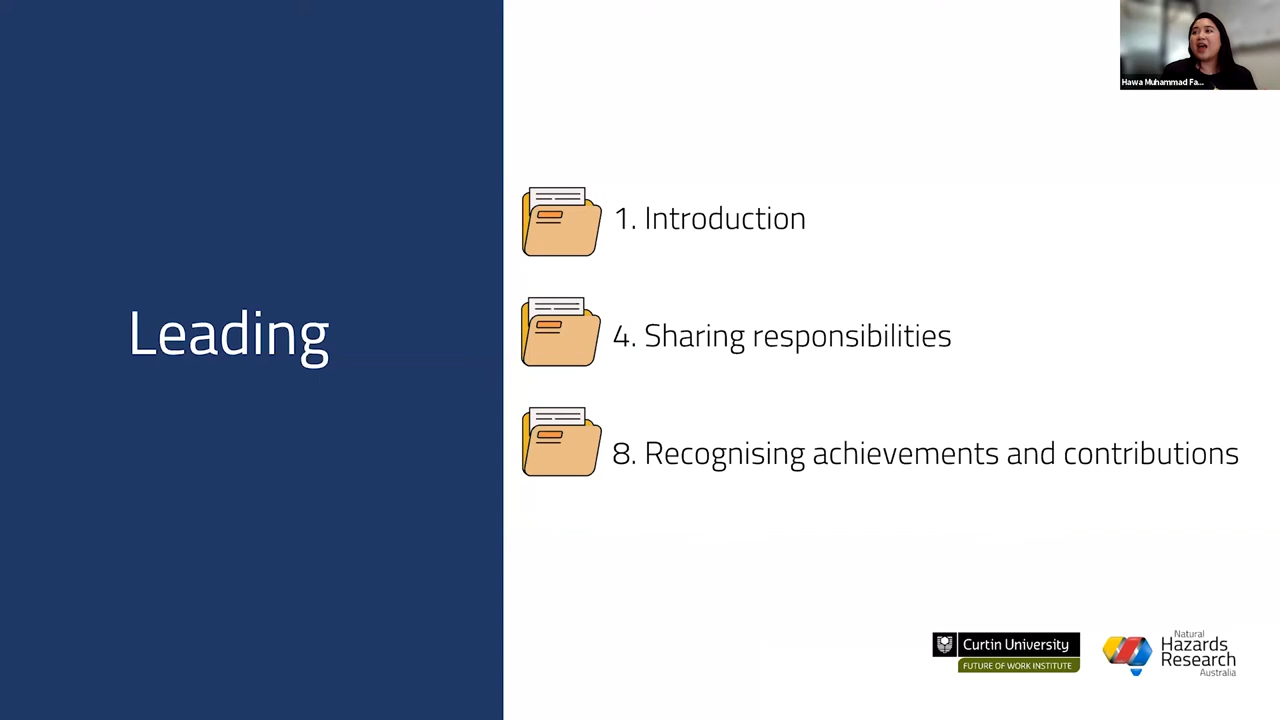 Hawa Muhammad Fa...
1. Introduction
Leading
4. Sharing responsibilities
8. Recognising achievements and contributions
Curtin University
FUTURE OF WORK INSTITUTE
Natural
Hazards
Research
Australia